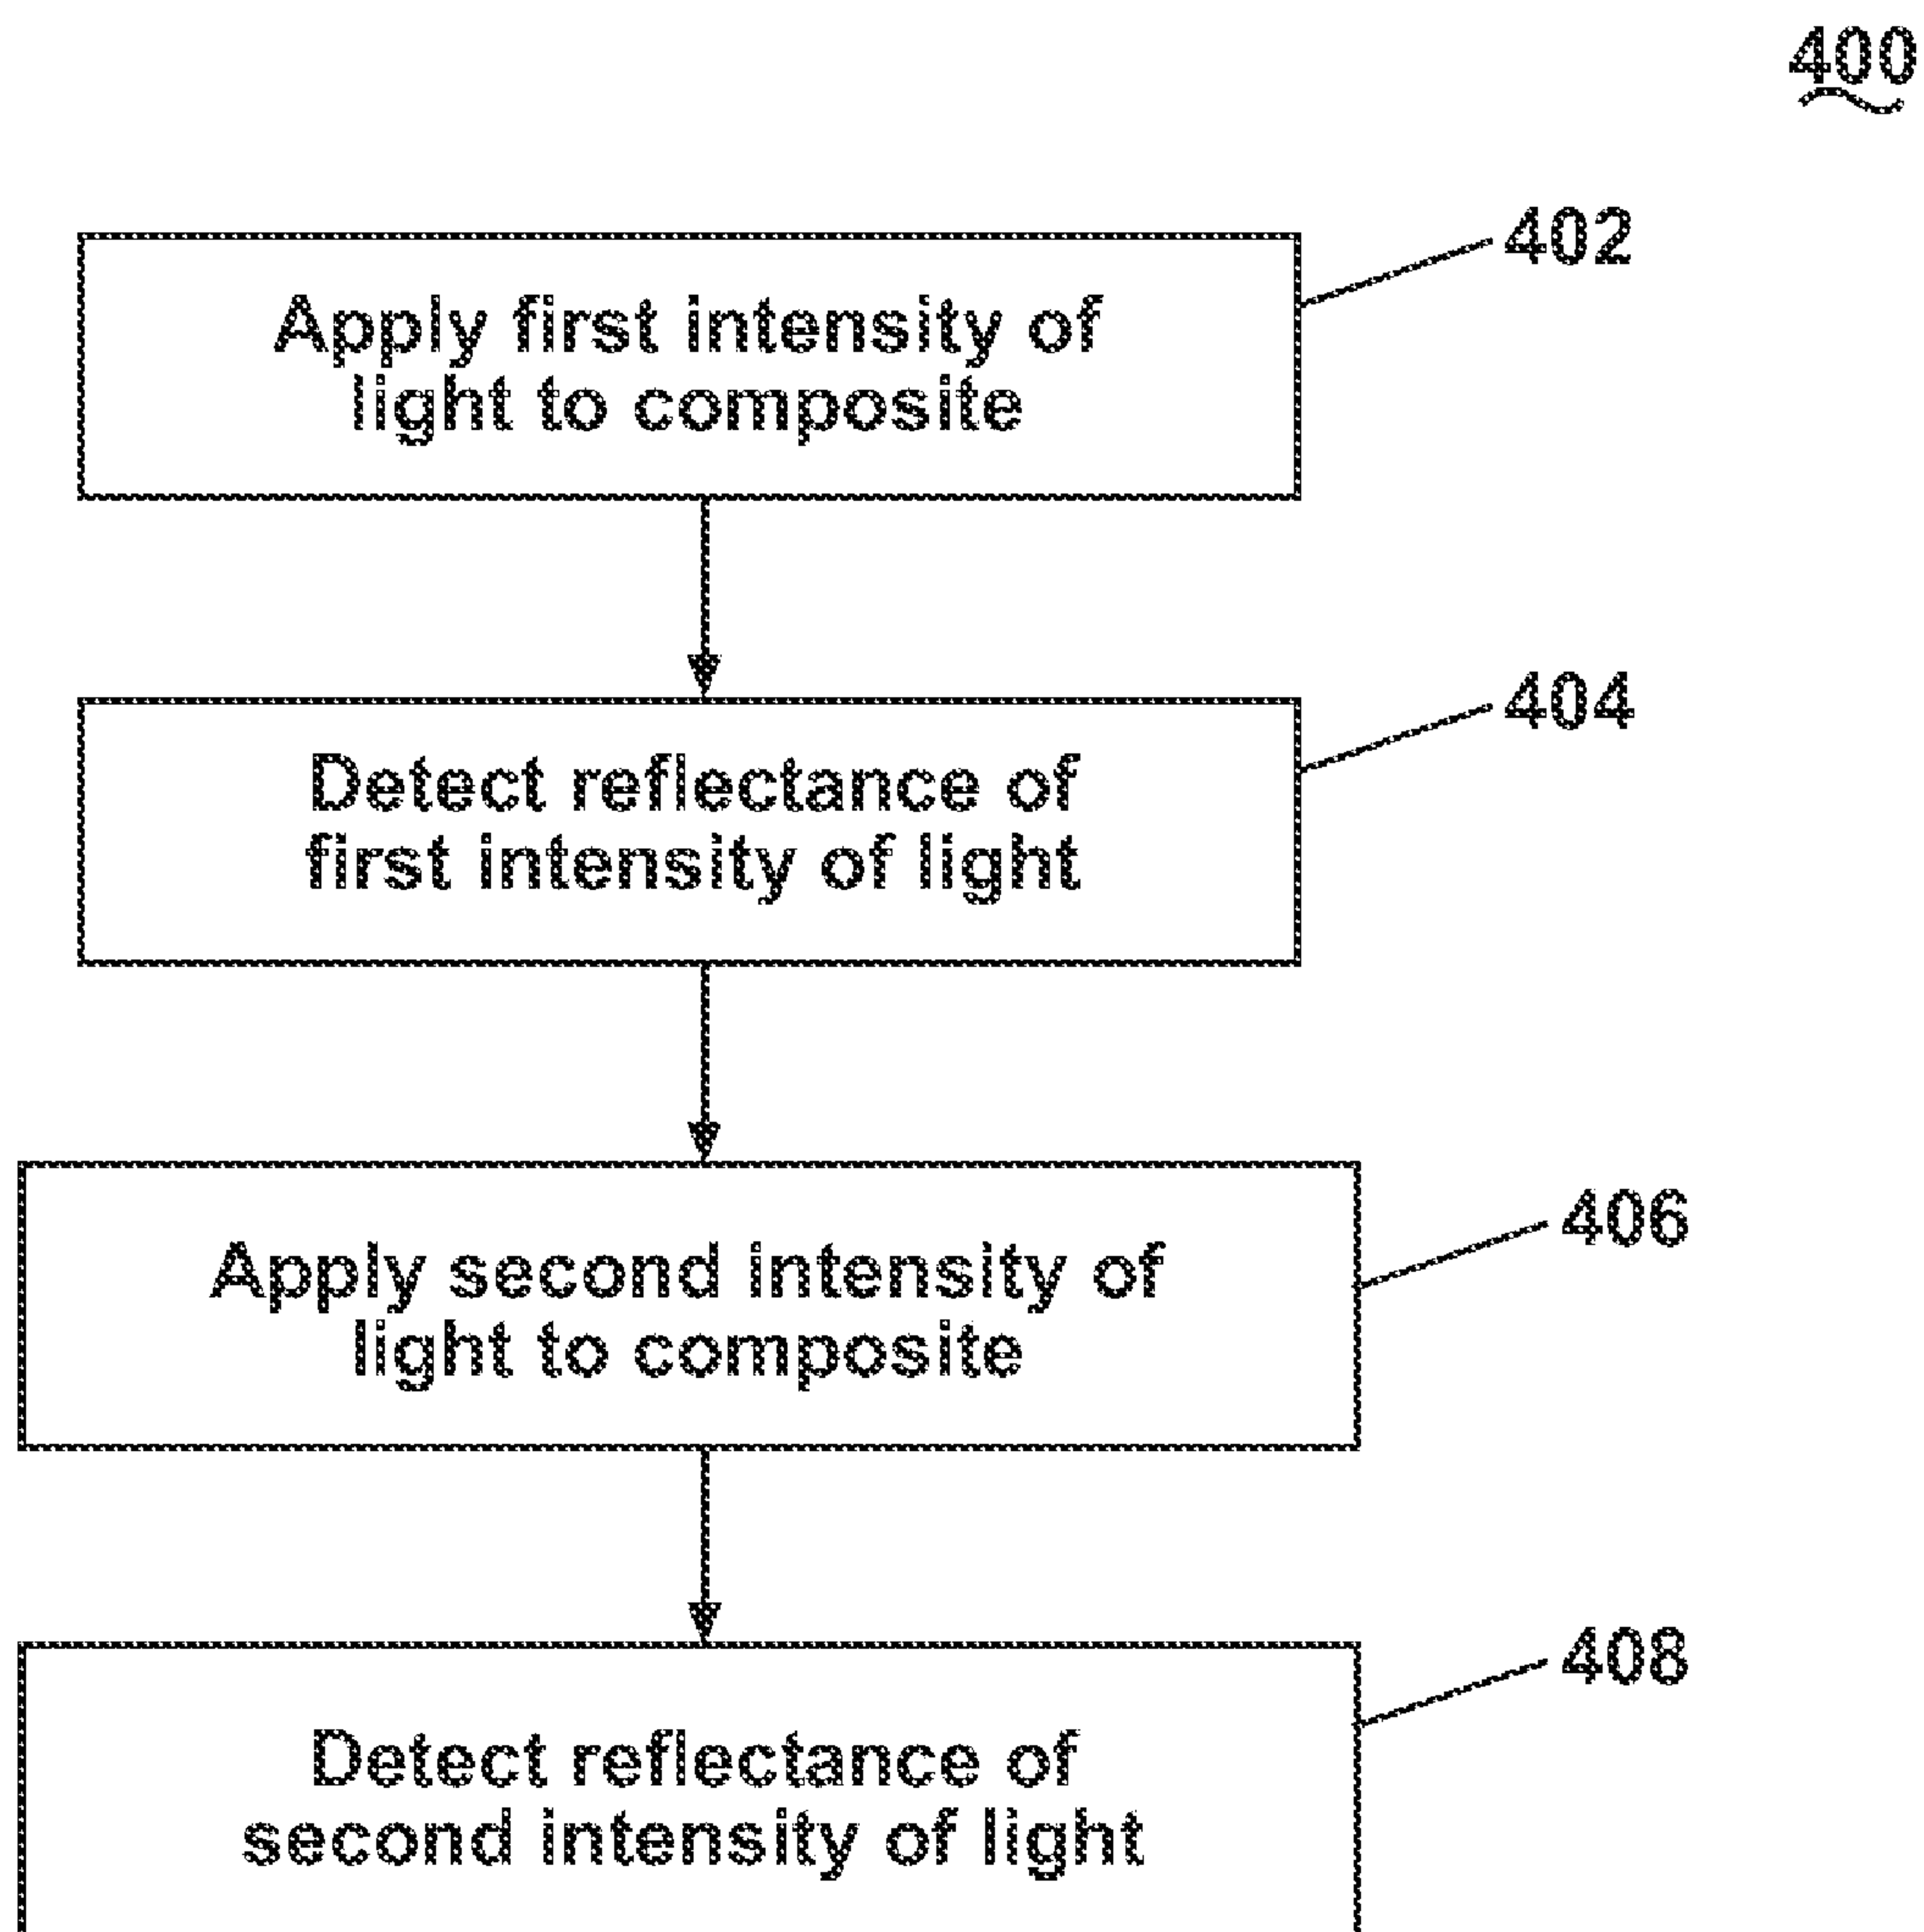 400
402
Apply first intensity of
light to composite
404
Detect reflectance of
first intensity of light
406
Apply second intensity of
light to composite
408
Detect reflectance of
second intensity of light